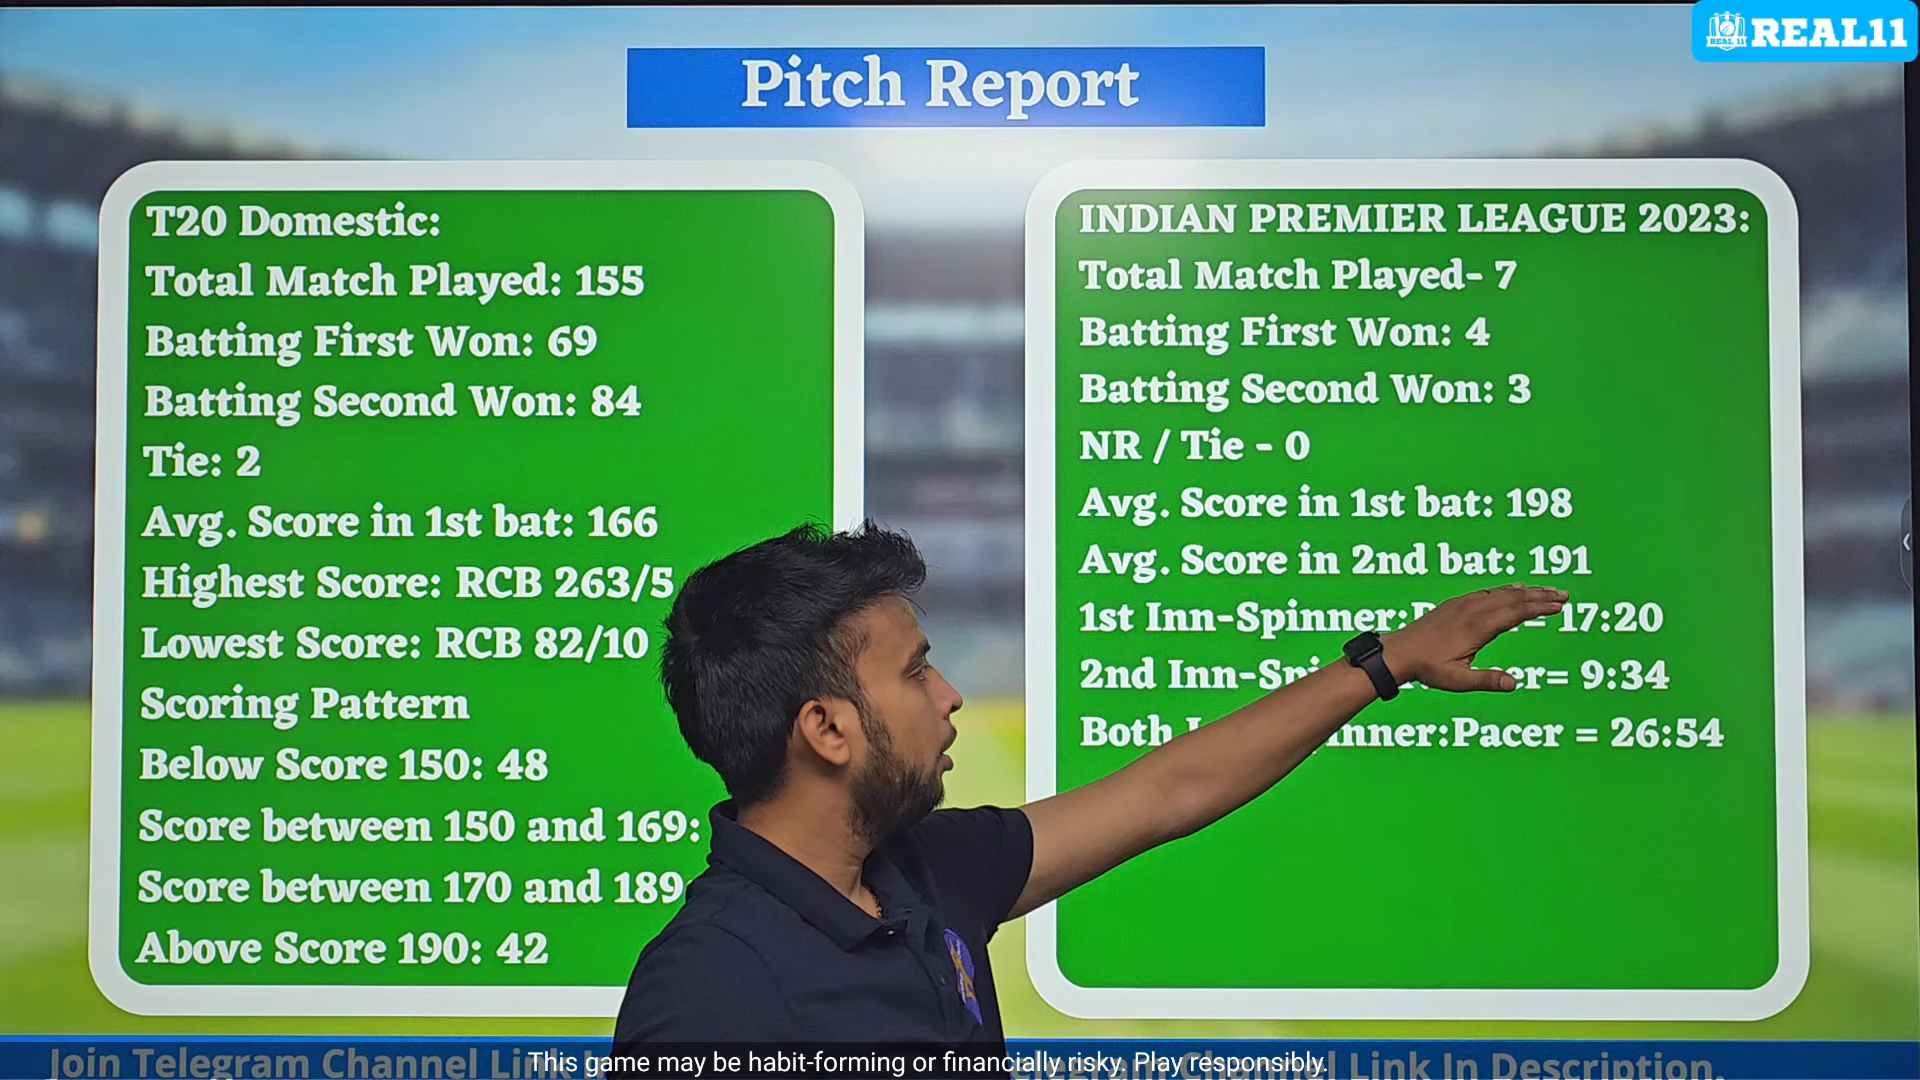 REAL 11
REAL11
Pitch Report
T20 Domestic:
Total Match Played: 155
Batting First Won: 69
Batting Second Won: 84
Tie: 2
Avg. Score in 1st bat: 166
Highest Score: RCB 263/5
Lowest Score: RCB 82/10
Scoring Pattern
Below Score 150: 48
Score between 150 and 169:
Score between 170 and 189
Above Score 190: 42
INDIAN PREMIER LEAGUE 2023:
Total Match Played- 7
Batting First Won: 4
Batting Second Won: 3
NR / Tie - 0
Avg. Score in 1st bat: 198
Avg. Score in 2nd bat: 191
1st Inn-Spinner: = 17:20
2nd Inn- = 9:34
Both :Pacer = 26:54
Join Telegram Channel Link Channel Link In Description.
This game may be habit-forming or financially risky. Play responsibly.